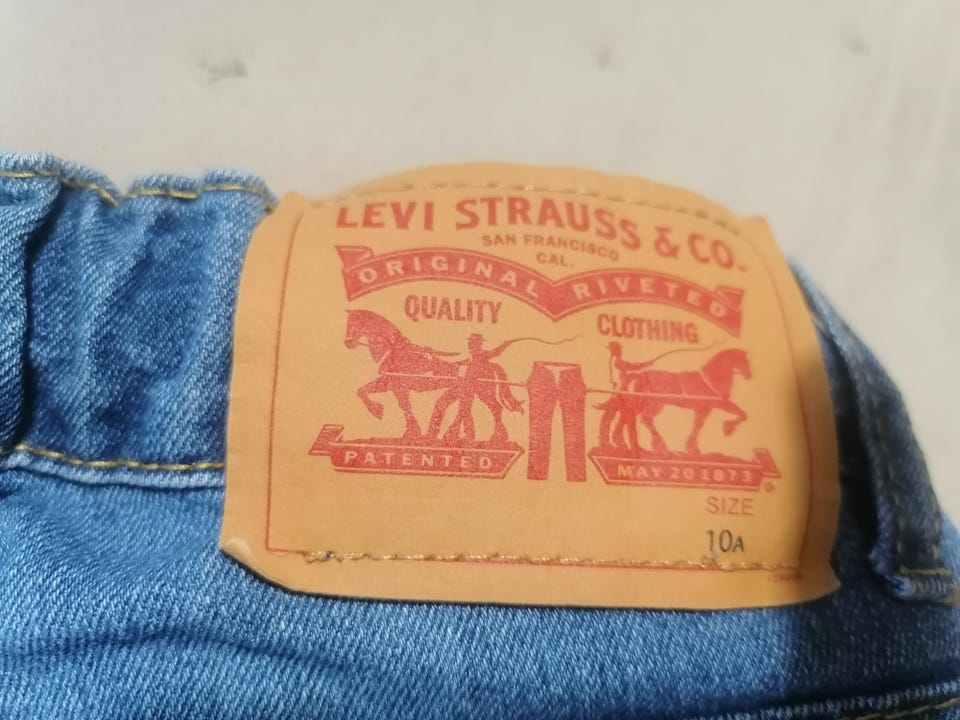 LEVI STRAUSS & CO.
SAN FRANCISCO
CAL.
ORIGINAL RIVETED
QUALITY CLOTHING
PATENTED MAY 20 1873 ®
SIZE
10A